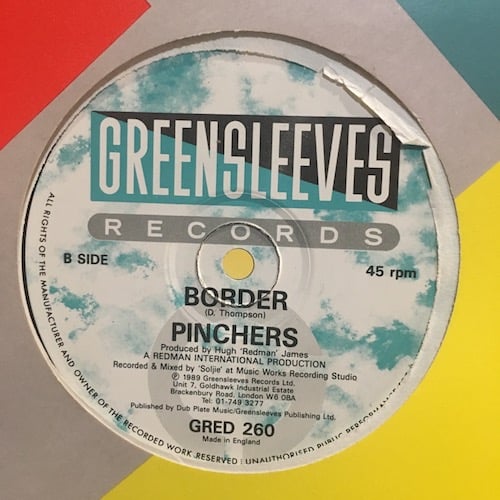 GREENSLEEVES
RECORDS
B SIDE
45 rpm
BORDER
(D. Thompson)
PINCHERS
Produced by Hugh 'Redman' James
A REDMAN INTERNATIONAL PRODUCTION
Recorded & Mixed by 'Soljie' at Music Works Recording Studio
℗ 1989 Greensleeves Records Ltd.
Unit 7, Goldhawk Industrial Estate
Brackenbury Road, London W6 0BA
Tel: 01-749 3277
Published by Dub Plate Music/Greensleeves Publishing Ltd.
GRED 260
Made in England
ALL RIGHTS OF THE MANUFACTURER AND OWNER OF THE RECORDED WORK RESERVED | UNAUTHORISED PUBLIC